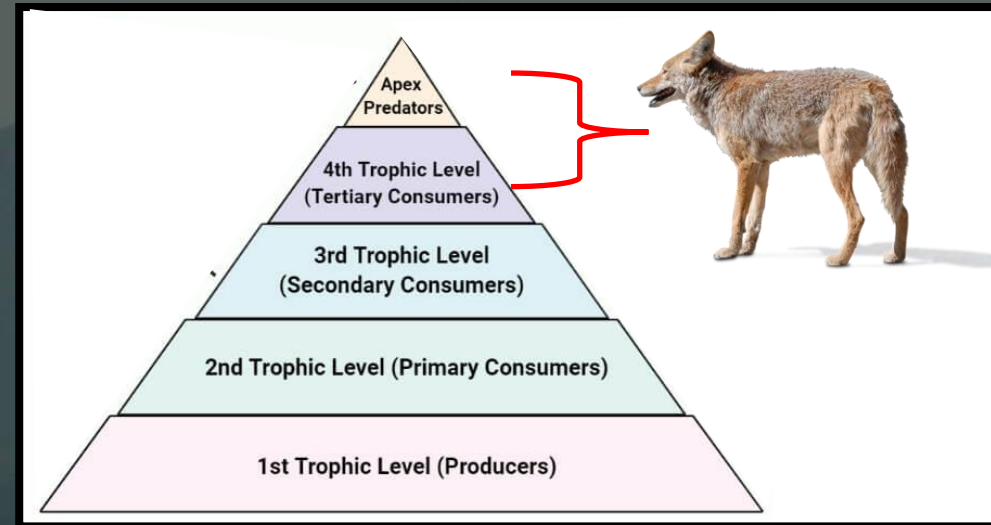 Apex
Predators
4th Trophic Level
(Tertiary Consumers)
3rd Trophic Level
(Secondary Consumers)
2nd Trophic Level (Primary Consumers)
1st Trophic Level (Producers)